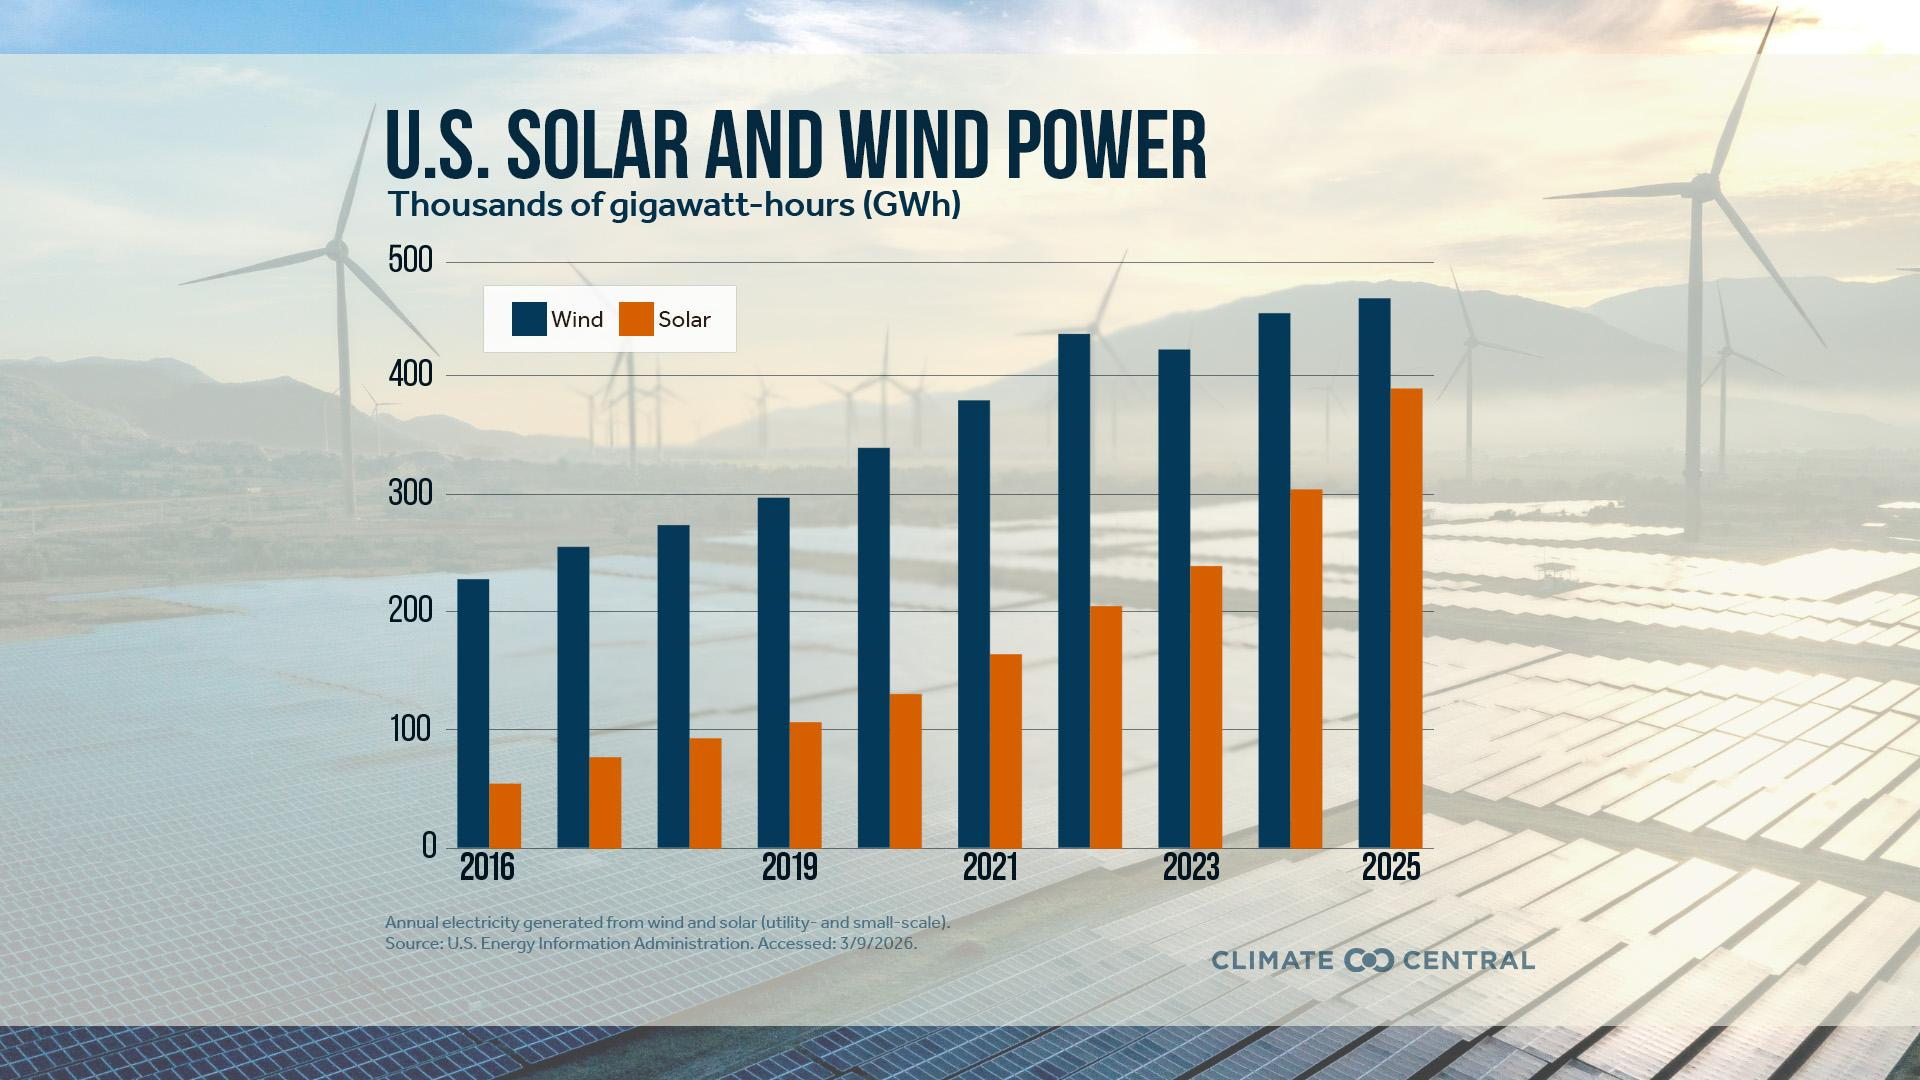 U.S. SOLAR AND WIND POWER
Thousands of gigawatt-hours (GWh)
500
Wind Solar
400
300
200
100
0
2016 2019 2021 2023 2025
Annual electricity generated from wind and solar (utility- and small-scale).
Source: U.S. Energy Information Administration. Accessed: 3/9/2026.
CLIMATE CENTRAL